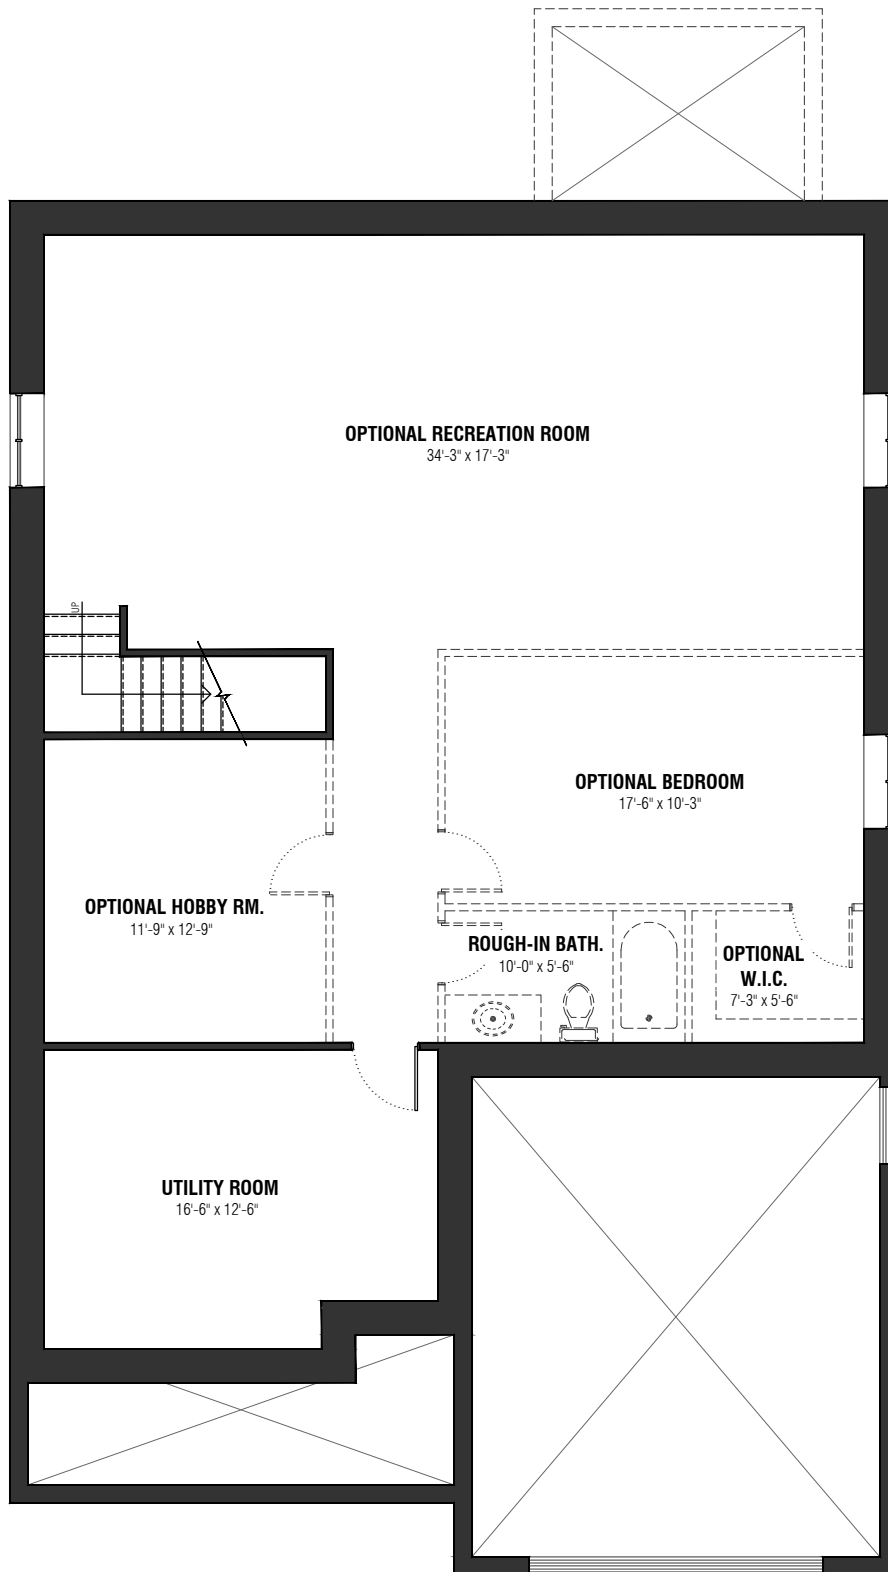 OPTIONAL RECREATION ROOM
34'-3" x 17'-3"
UP
OPTIONAL BEDROOM
17'-6" x 10'-3"
OPTIONAL HOBBY RM.
11'-9" x 12'-9"
ROUGH-IN BATH.
10'-0" x 5'-6"
OPTIONAL
W.I.C.
7'-3" x 5'-6"
UTILITY ROOM
16'-6" x 12'-6"